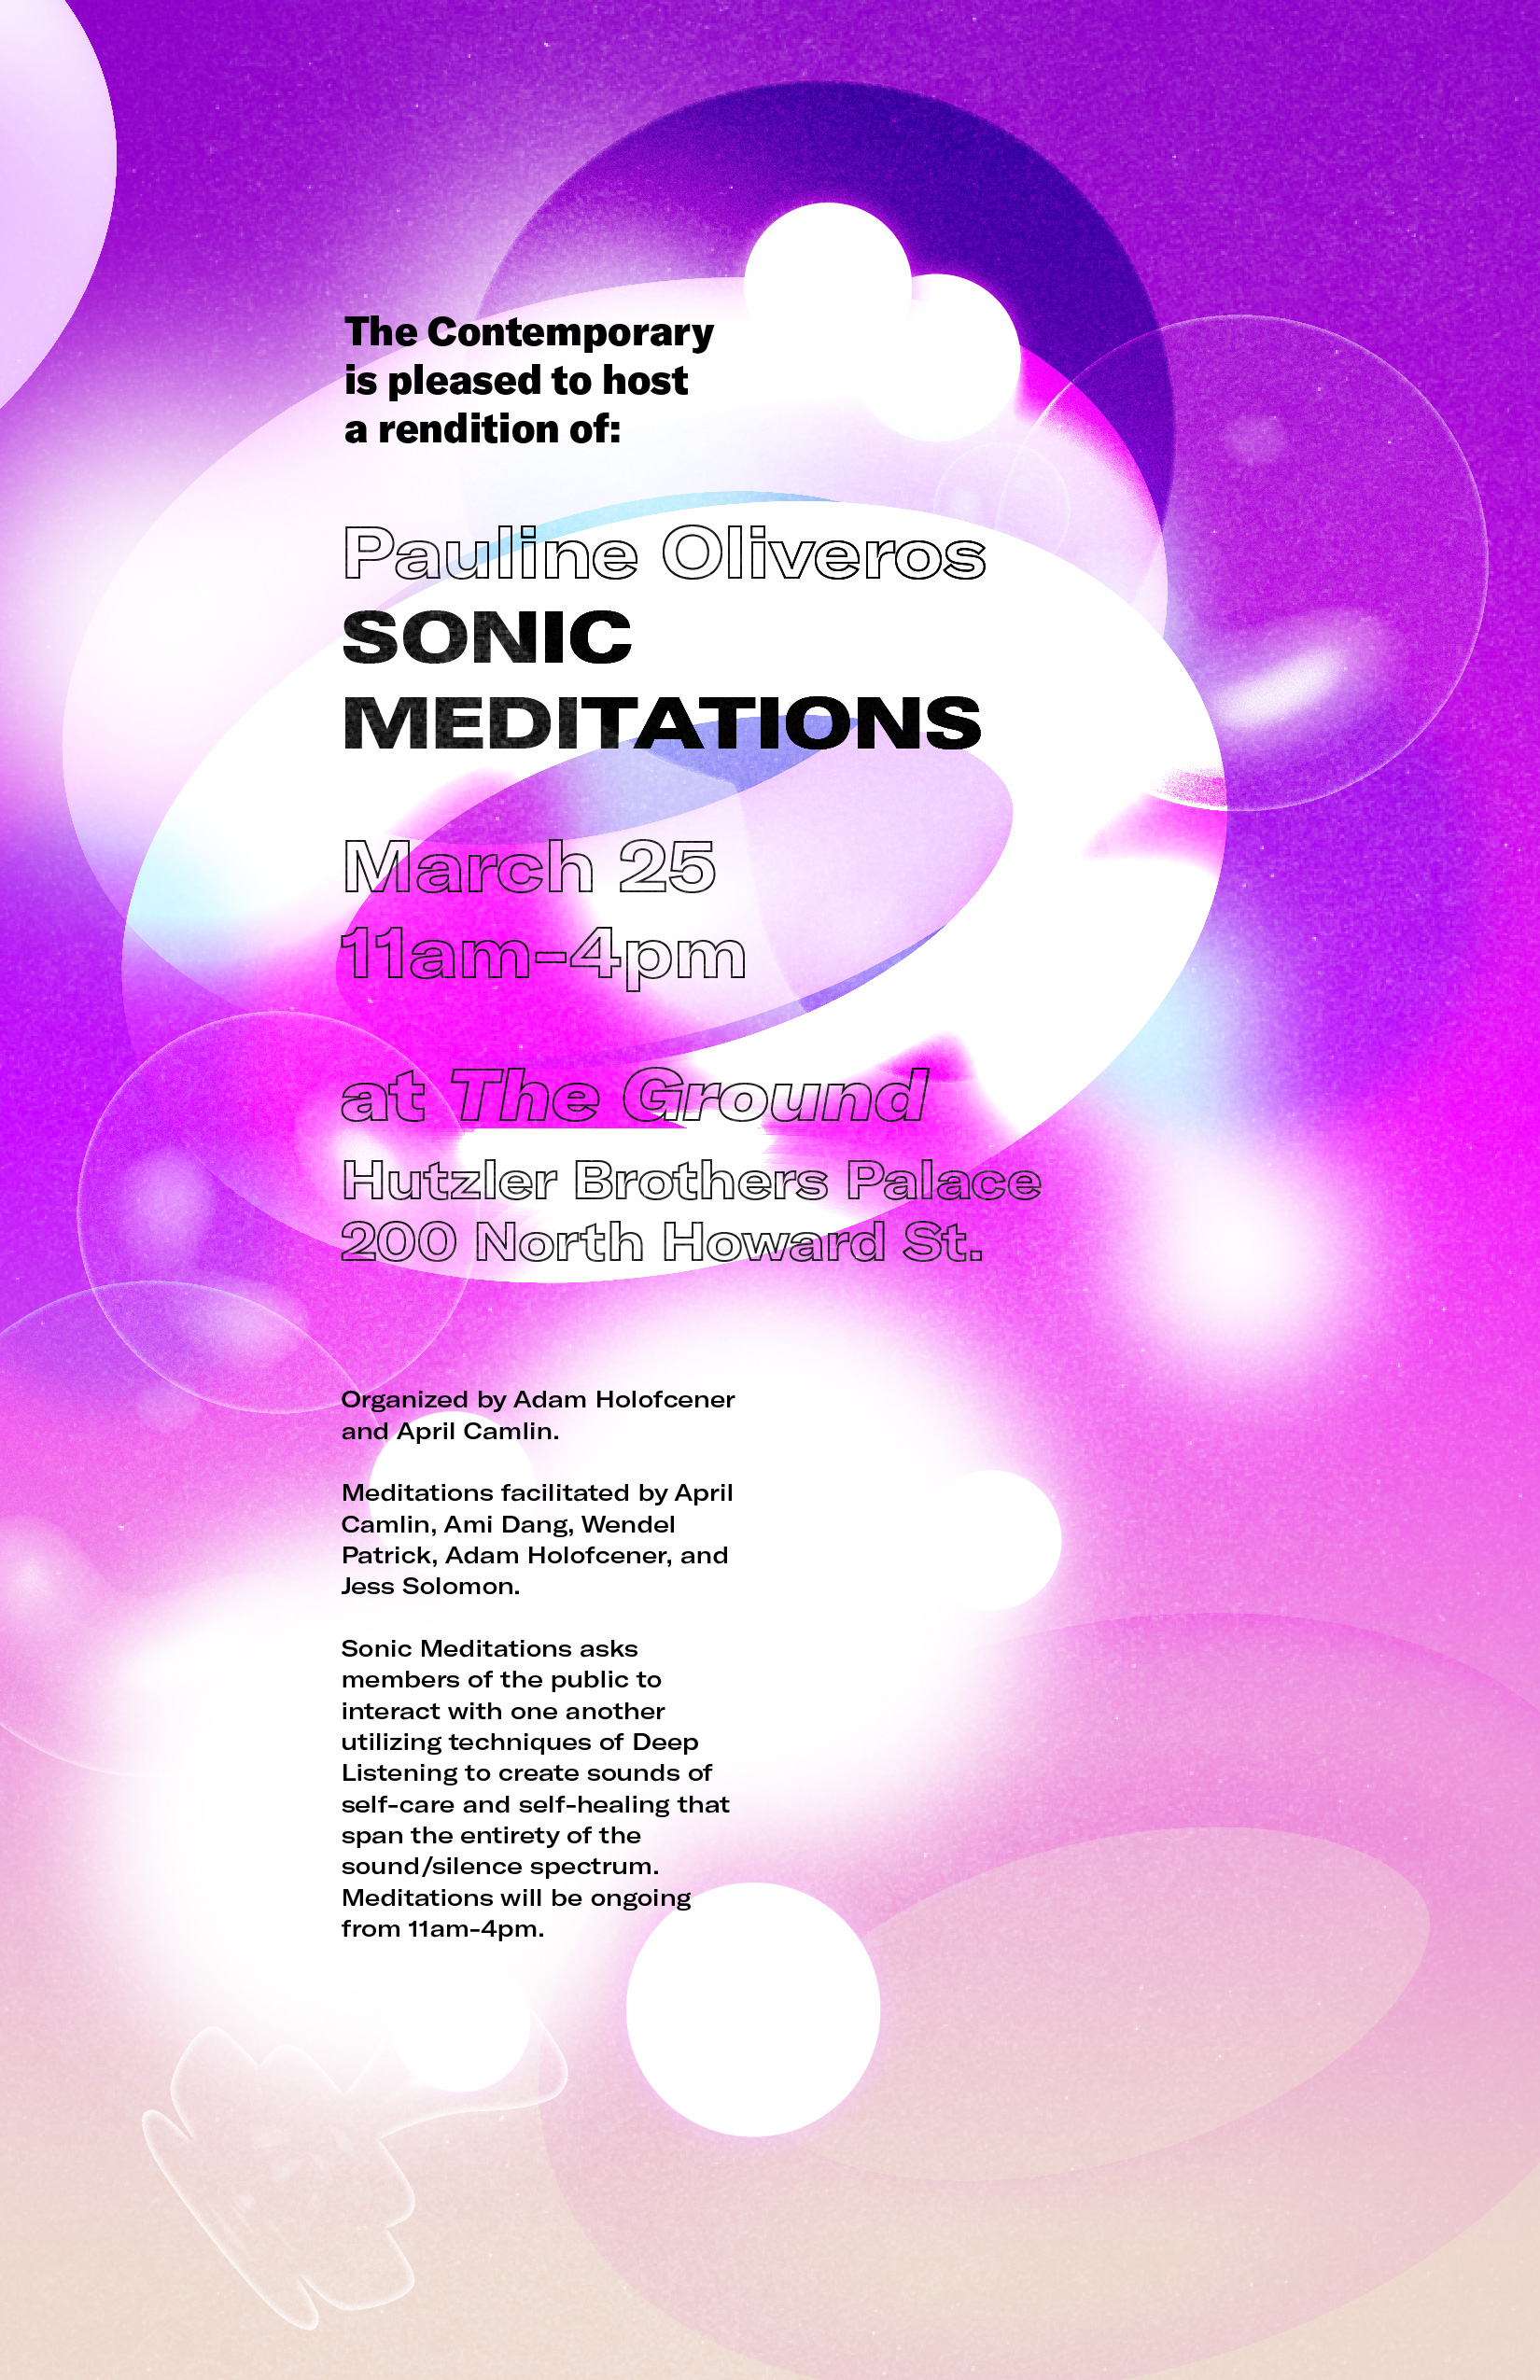 The Contemporary
is pleased to host
a rendition of:
Pauline Oliveros
SONIC
MEDITATIONS
March 25
11am-4pm
at The Ground
Hutzler Brothers Palace
200 North Howard St.
Organized by Adam Holofcener
and April Camlin.
Meditations facilitated by April
Camlin, Ami Dang, Wendel
Patrick, Adam Holofcener, and
Jess Solomon.
Sonic Meditations asks
members of the public to
interact with one another
utilizing techniques of Deep
Listening to create sounds of
self-care and self-healing that
span the entirety of the
sound/silence spectrum.
Meditations will be ongoing
from 11am-4pm.